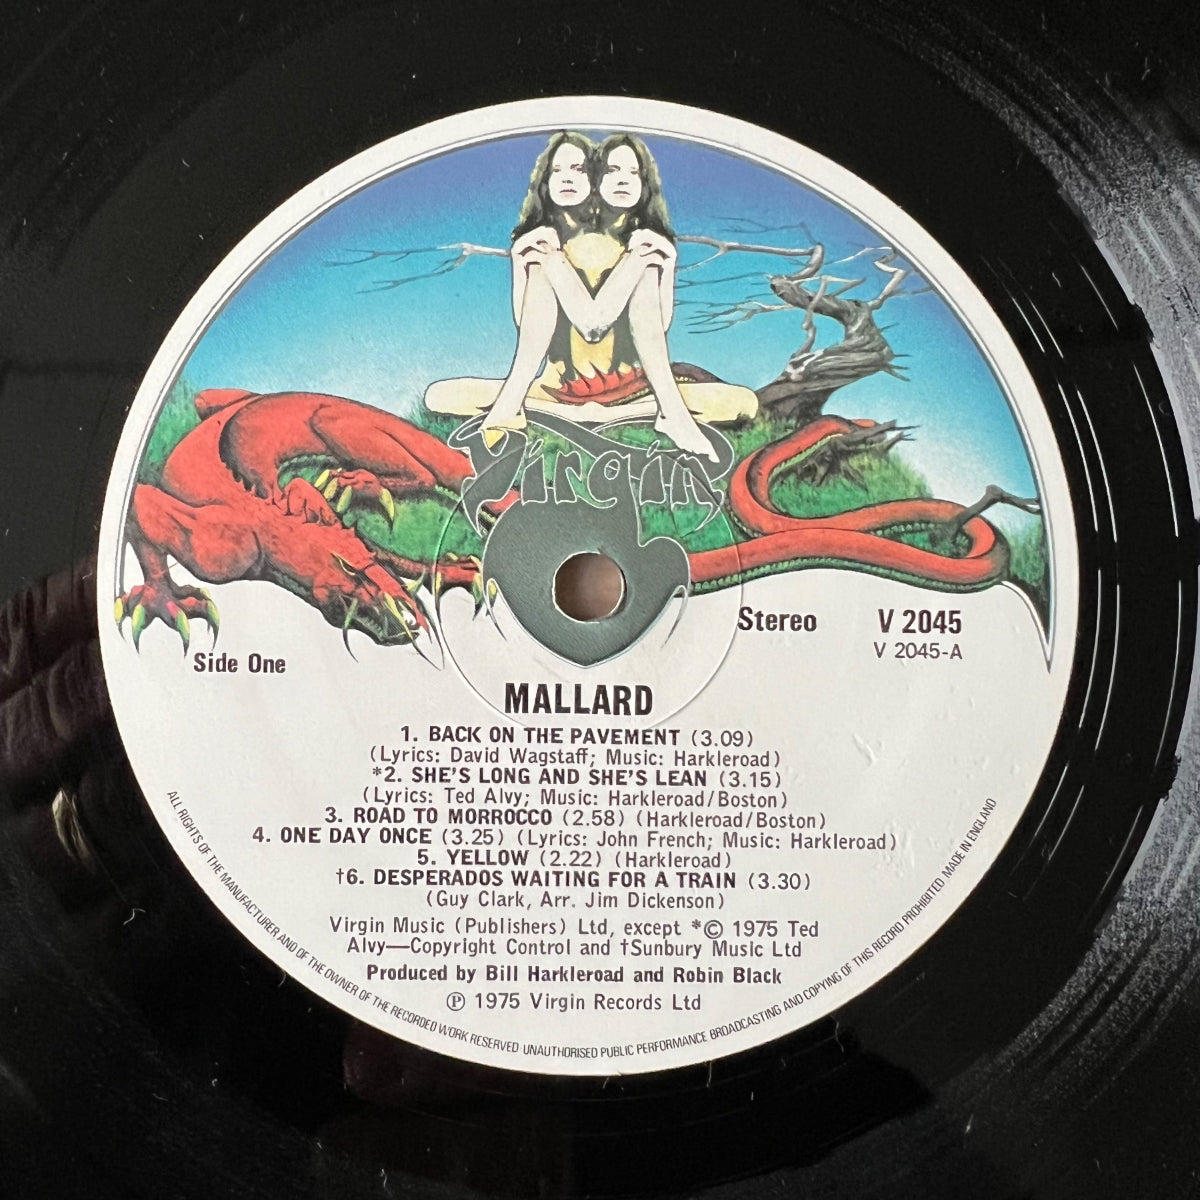 Virgin
Stereo
V 2045
V 2045-A
Side One
MALLARD
1. BACK ON THE PAVEMENT (3.09)
(Lyrics: David Wagstaff; Music: Harkleroad)
*2. SHE'S LONG AND SHE'S LEAN (3.15)
(Lyrics: Ted Alvy; Music: Harkleroad/Boston)
3. ROAD TO MORROCCO (2.58) (Harkleroad/Boston)
4. ONE DAY ONCE (3.25) (Lyrics: John French; Music: Harkleroad)
5. YELLOW (2.22) (Harkleroad)
†6. DESPERADOS WAITING FOR A TRAIN (3.30)
(Guy Clark, Arr. Jim Dickenson)
Virgin Music (Publishers) Ltd, except *© 1975 Ted
Alvy—Copyright Control and †Sunbury Music Ltd
Produced by Bill Harkleroad and Robin Black
℗ 1975 Virgin Records Ltd
ALL RIGHTS OF THE MANUFACTURER AND OF THE OWNER OF THE RECORDED WORK RESERVED UNAUTHORISED PUBLIC PERFORMANCE BROADCASTING AND COPYING OF THIS RECORD PROHIBITED MADE IN ENGLAND